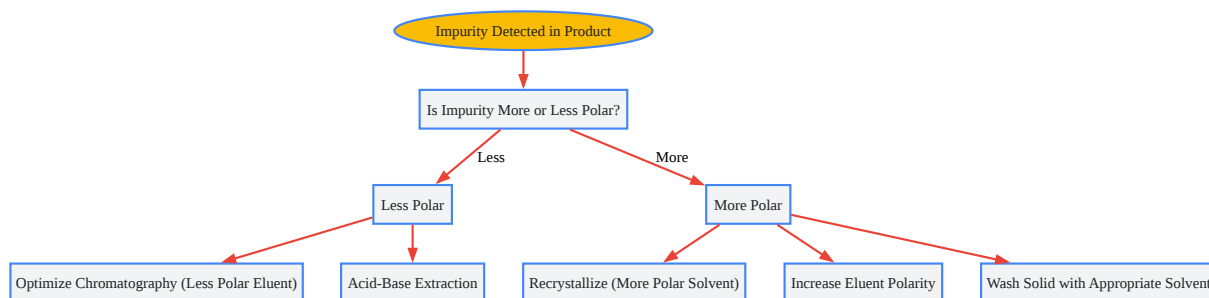 Impurity Detected in Product
Is Impurity More or Less Polar?
Less
More
Less Polar
More Polar
Optimize Chromatography (Less Polar Eluent)
Acid-Base Extraction
Recrystallize (More Polar Solvent)
Increase Eluent Polarity
Wash Solid with Appropriate Solvent